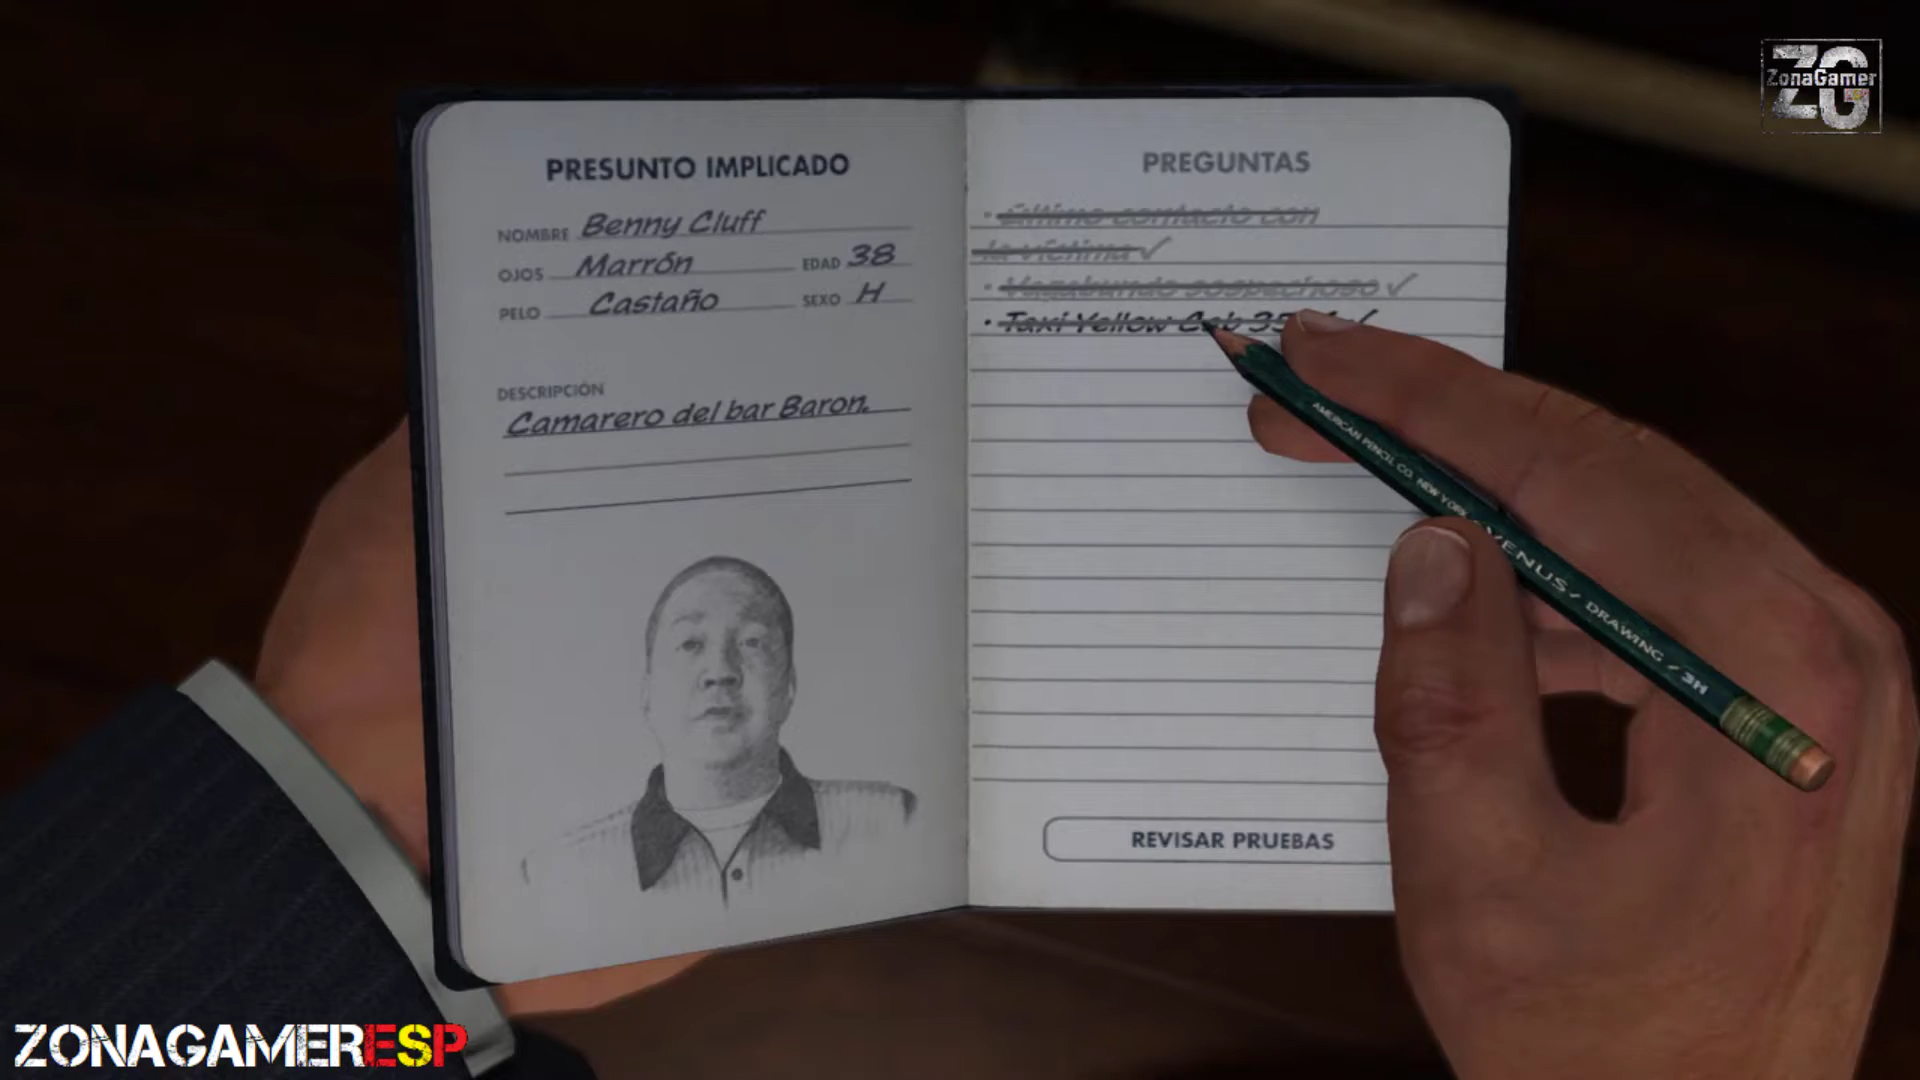 ZG
ZonaGamer
PRESUNTO IMPLICADO
NOMBRE Benny Cluff
OJOS Marrón EDAD 38
PELO Castaño SEXO H
DESCRIPCIÓN
Camarero del bar Baron.
PREGUNTAS
• Último contacto con
la víctima ✓
• Vagabundo sospechoso ✓
• Taxi Yellow Cab 35
REVISAR PRUEBAS
AMERICAN PENCIL CO. NEW YORK VENUS / DRAWING / 3H
ZONAGAMERESP